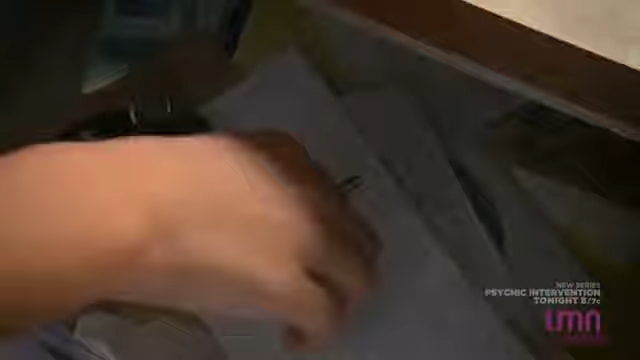 NEW SERIES
PSYCHIC INTERVENTION
TONIGHT 8/7c
LMN